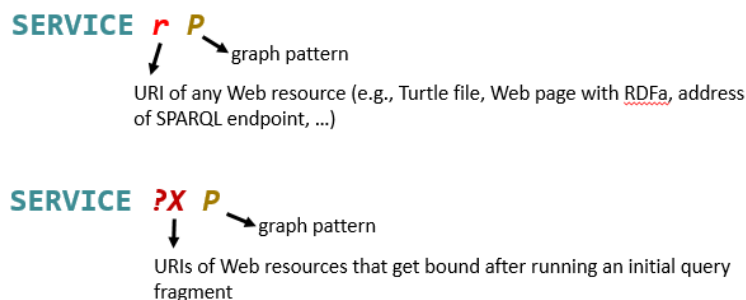 SERVICE r P
graph pattern
URI of any Web resource (e.g., Turtle file, Web page with RDFa, address
of SPARQL endpoint, …)
SERVICE ?X P
graph pattern
URIs of Web resources that get bound after running an initial query
fragment